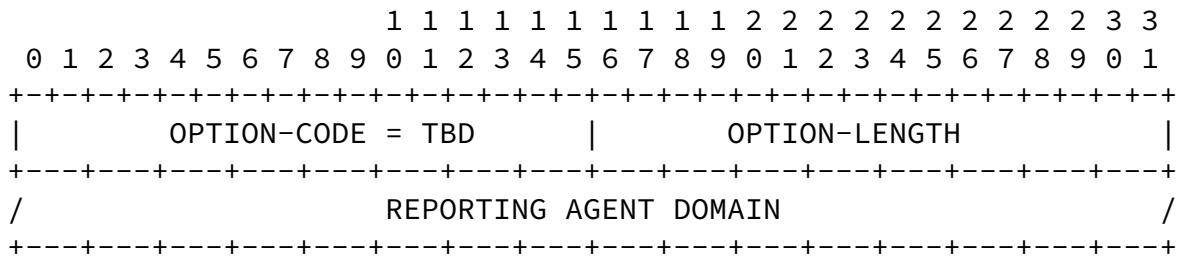 1 1 1 1 1 1 1 1 1 1 2 2 2 2 2 2 2 2 2 2 3 3
 0 1 2 3 4 5 6 7 8 9 0 1 2 3 4 5 6 7 8 9 0 1 2 3 4 5 6 7 8 9 0 1
+-+-+-+-+-+-+-+-+-+-+-+-+-+-+-+-+-+-+-+-+-+-+-+-+-+-+-+-+-+-+-+-+
|        OPTION-CODE = TBD      |       OPTION-LENGTH           |
+---+---+---+---+---+---+---+---+---+---+---+---+---+---+---+---+
/                    REPORTING AGENT DOMAIN                     /
+---+---+---+---+---+---+---+---+---+---+---+---+---+---+---+---+